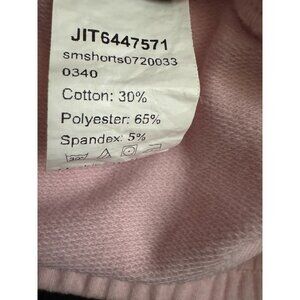 JIT6447571
smshorts0720033
0340
Cotton: 30%
Polyester: 65%
Spandex: 5%